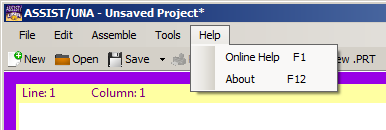 ASSIST/UNA - Unsaved Project*
File Edit Assemble Tools Help
New Open Save ew .PRT
Online Help F1
About F12
Line: 1 Column: 1